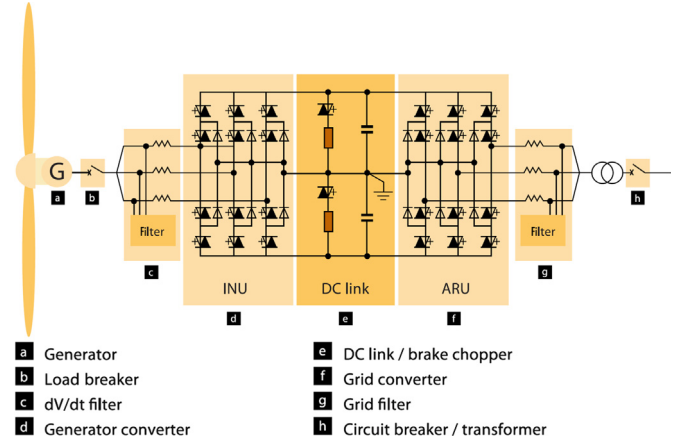 G
a
b
Filter
c
INU
d
DC link
e
ARU
f
Filter
g
h
a Generator
b Load breaker
c dV/dt filter
d Generator converter
e DC link / brake chopper
f Grid converter
g Grid filter
h Circuit breaker / transformer